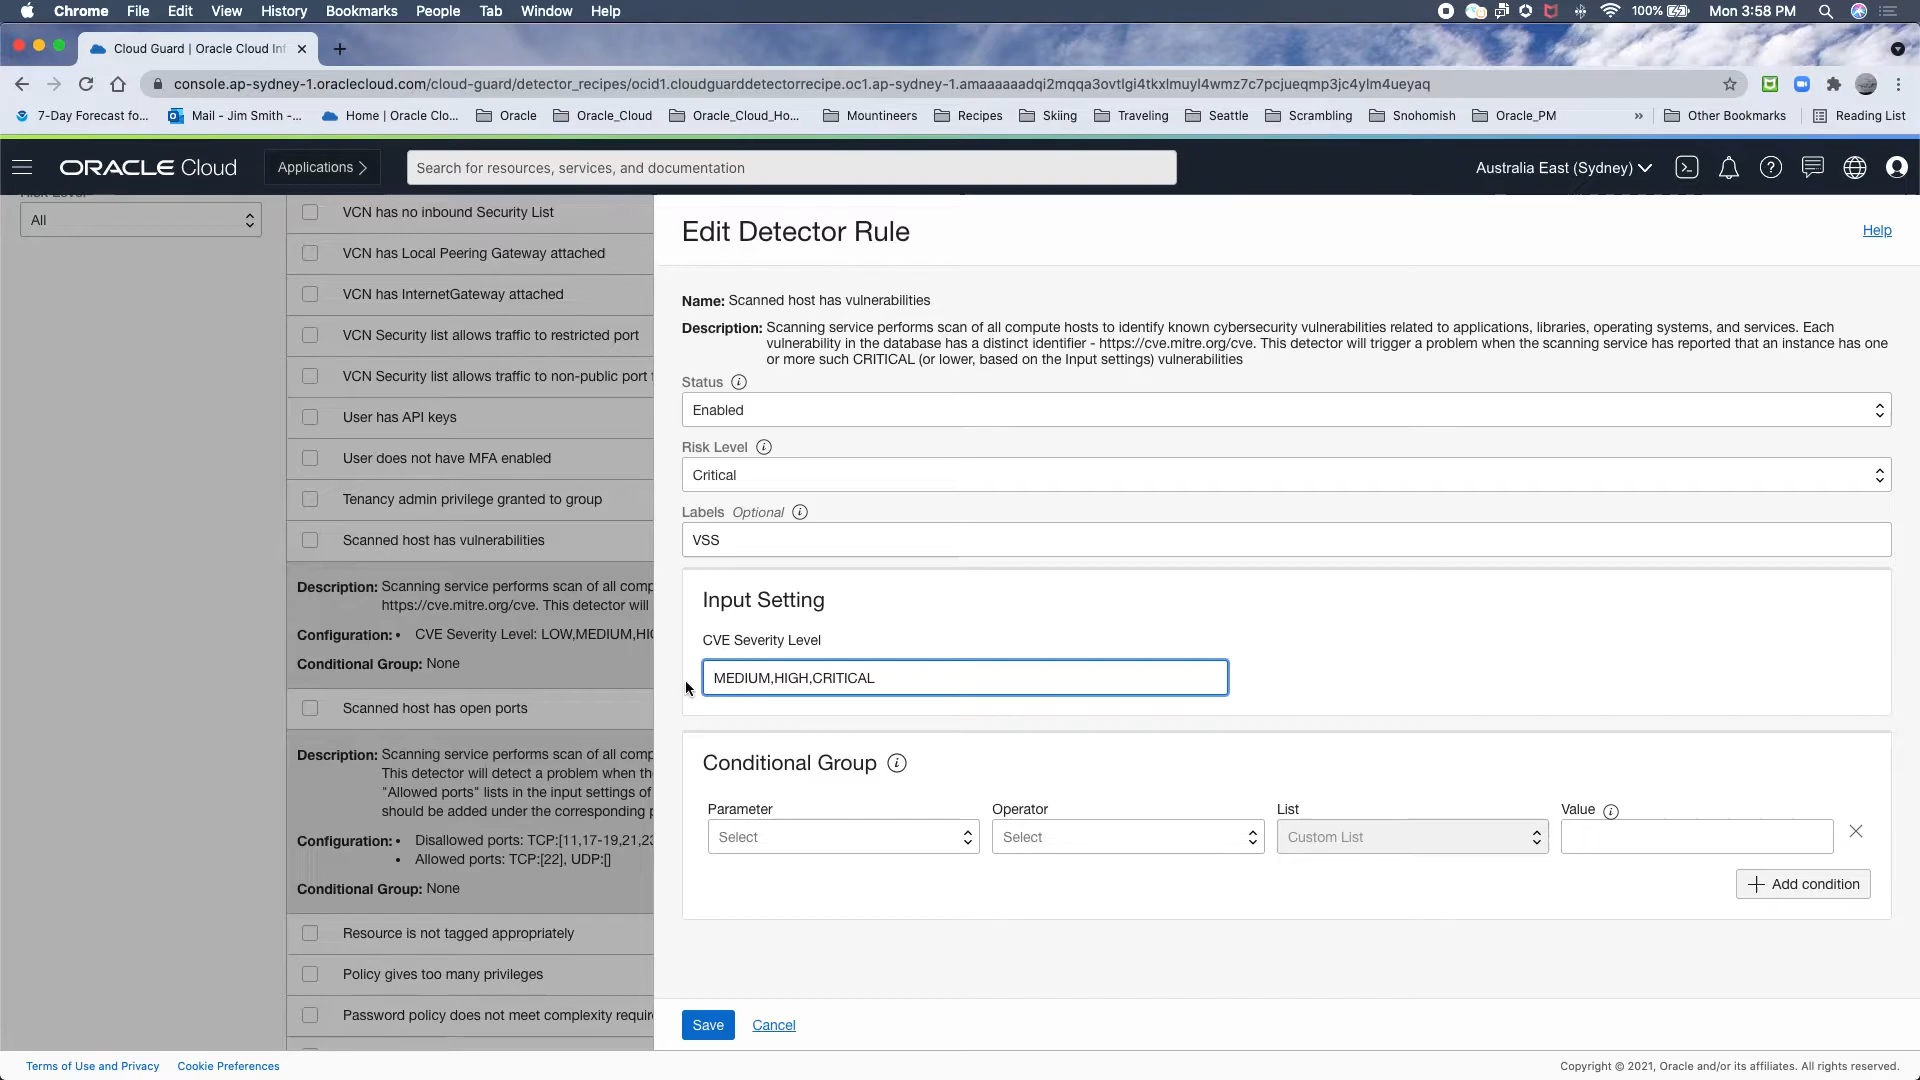 Chrome File Edit View History Bookmarks People Tab Window Help
100% Mon 3:58 PM
Cloud Guard | Oracle Cloud Inf
console.ap-sydney-1.oraclecloud.com/cloud-guard/detector_recipes/ocid1.cloudguarddetectorrecipe.oc1.ap-sydney-1.amaaaaaadqi2mqqa3ovtlgi4tkxlmuyl4wmz7c7pcjueqmp3jc4ylm4ueyaq
7-Day Forecast fo... Mail - Jim Smith -... Home | Oracle Clo... Oracle Oracle_Cloud Oracle_Cloud_Ho... Mountineers Recipes Skiing Traveling Seattle Scrambling Snohomish Oracle_PM » Other Bookmarks Reading List
ORACLE Cloud Applications Search for resources, services, and documentation Australia East (Sydney)
Risk Level
All
VCN has no inbound Security List
VCN has Local Peering Gateway attached
VCN has InternetGateway attached
VCN Security list allows traffic to restricted port
VCN Security list allows traffic to non-public port
User has API keys
User does not have MFA enabled
Tenancy admin privilege granted to group
Scanned host has vulnerabilities
Description: Scanning service performs scan of all comp
https://cve.mitre.org/cve. This detector will
Configuration: • CVE Severity Level: LOW,MEDIUM,HIG
Conditional Group: None
Scanned host has open ports
Description: Scanning service performs scan of all comp
This detector will detect a problem when the
"Allowed ports" lists in the input settings of
should be added under the corresponding p
Configuration: • Disallowed ports: TCP:[11,17-19,21,23
• Allowed ports: TCP:[22], UDP:[]
Conditional Group: None
Resource is not tagged appropriately
Policy gives too many privileges
Password policy does not meet complexity requir
Edit Detector Rule
Help
Name: Scanned host has vulnerabilities
Description: Scanning service performs scan of all compute hosts to identify known cybersecurity vulnerabilities related to applications, libraries, operating systems, and services. Each
vulnerability in the database has a distinct identifier - https://cve.mitre.org/cve. This detector will trigger a problem when the scanning service has reported that an instance has one
or more such CRITICAL (or lower, based on the Input settings) vulnerabilities
Status
Enabled
Risk Level
Critical
Labels Optional
VSS
Input Setting
CVE Severity Level
MEDIUM,HIGH,CRITICAL
Conditional Group
Parameter Operator List Value
Select Select Custom List
Add condition
Save Cancel
Terms of Use and Privacy Cookie Preferences
Copyright © 2021, Oracle and/or its affiliates. All rights reserved.